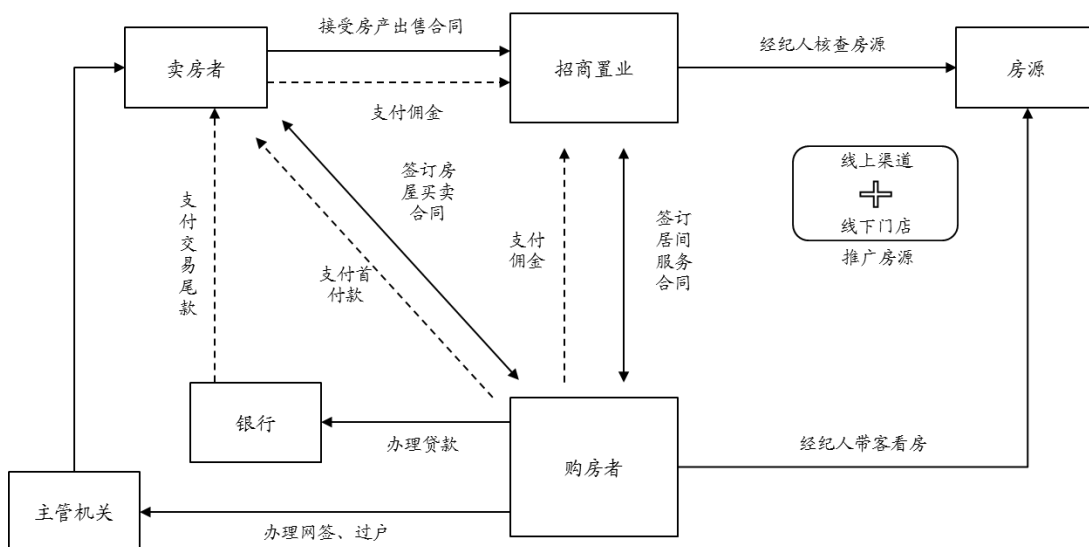 接受房产出售合同
经纪人核查房源
卖房者
招商置业
房源
支付佣金
线上渠道
线下门店
推广房源
签订房
屋买卖
合同
支
付
交
易
尾
款
支付首
付款
支付
佣金
签订
居间
服务
合同
银行
办理贷款
购房者
经纪人带客看房
主管机关
办理网签、过户